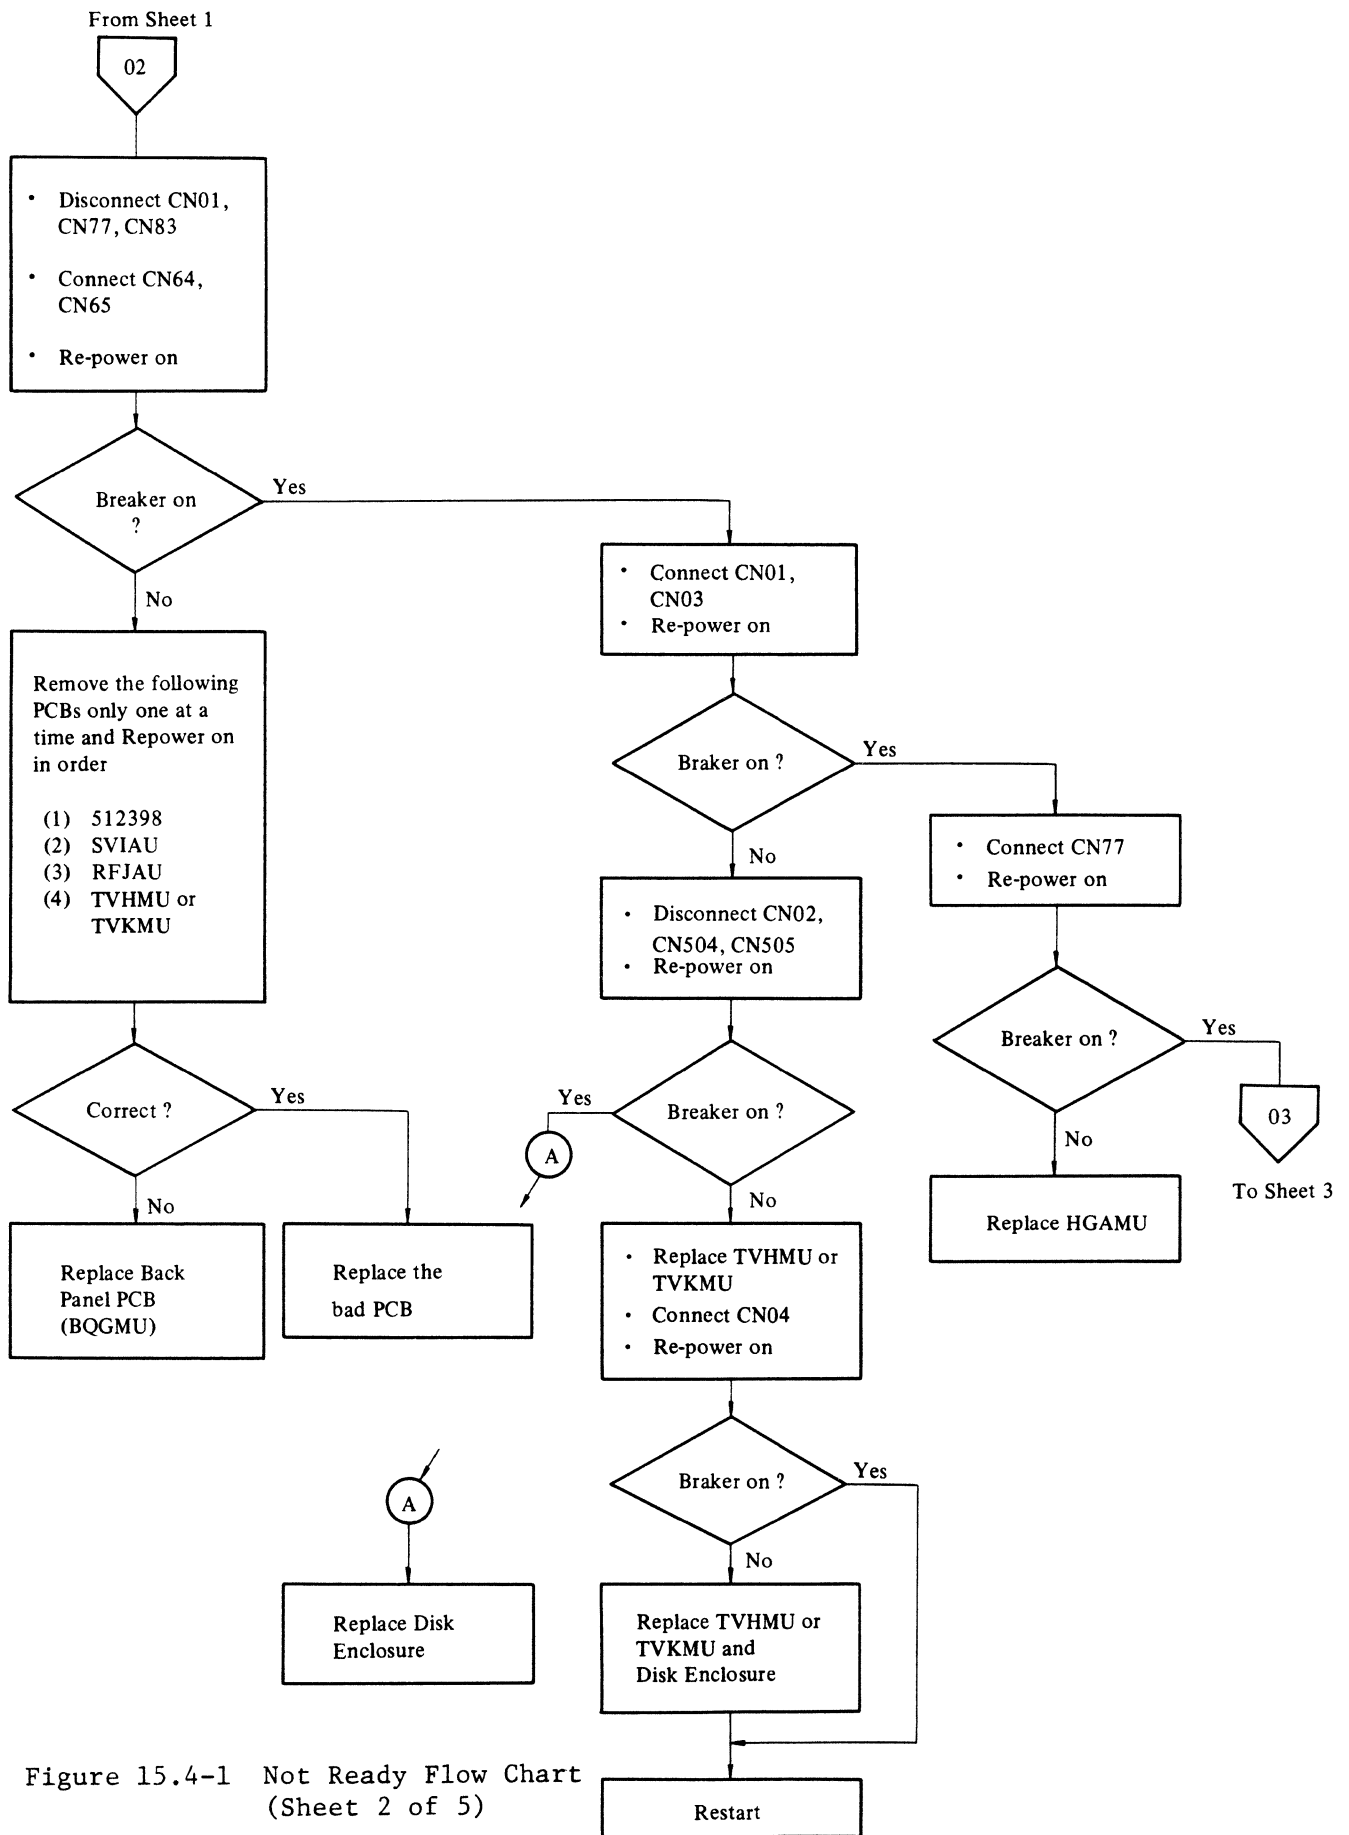 From Sheet 1
02
· Disconnect CN01,
CN77, CN83
· Connect CN64,
CN65
· Re-power on
Breaker on
?
Yes
No
Remove the following
PCBs only one at a
time and Repower on
in order
(1) 512398
(2) SVIAU
(3) RFJAU
(4) TVHMU or
TVKMU
Correct ?
Yes
No
Replace Back
Panel PCB
(BQGMU)
Replace the
bad PCB
· Connect CN01,
CN03
· Re-power on
Braker on ?
Yes
No
· Disconnect CN02,
CN504, CN505
· Re-power on
Breaker on ?
Yes
A
No
· Replace TVHMU or
TVKMU
· Connect CN04
· Re-power on
Braker on ?
Yes
No
Replace TVHMU or
TVKMU and
Disk Enclosure
Restart
· Connect CN77
· Re-power on
Breaker on ?
Yes
03
To Sheet 3
No
Replace HGAMU
A
Replace Disk
Enclosure
Figure 15.4-1 Not Ready Flow Chart
(Sheet 2 of 5)